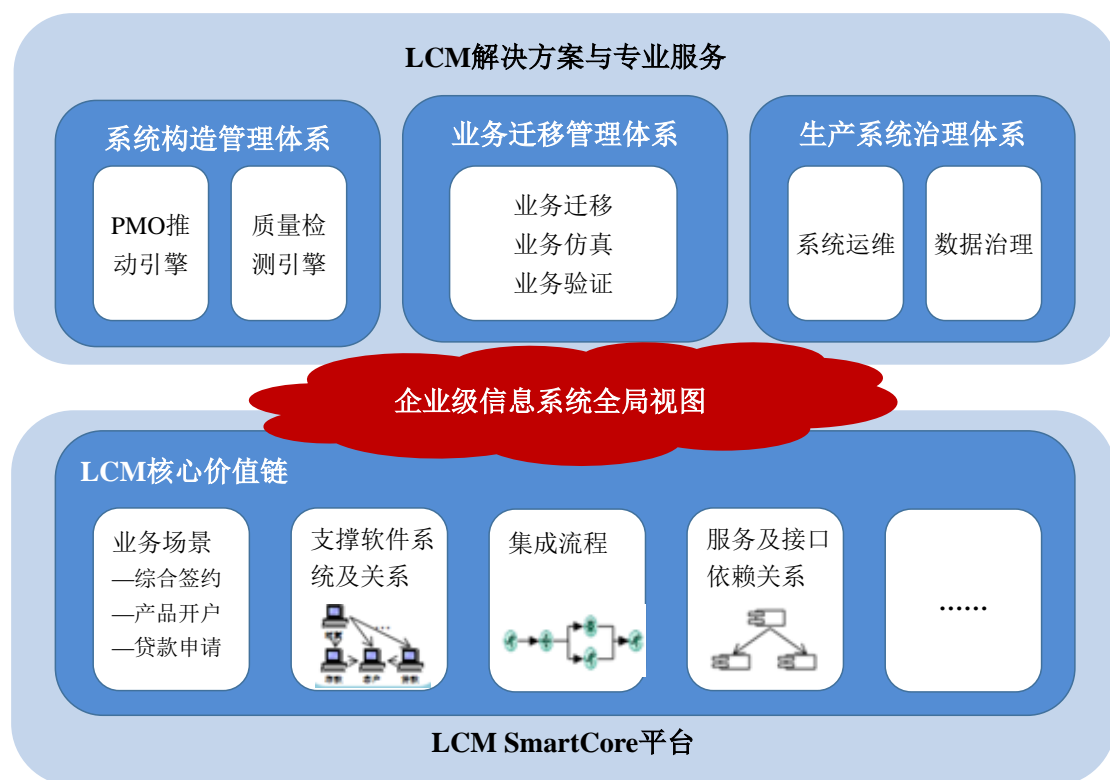 LCM解决方案与专业服务
系统构造管理体系
PMO推
动引擎
质量检
测引擎
业务迁移管理体系
业务迁移
业务仿真
业务验证
生产系统治理体系
系统运维
数据治理
企业级信息系统全局视图
LCM核心价值链
业务场景
—综合签约
—产品开户
—贷款申请
支撑软件系
统及关系
...
客户
贷款
集成流程
服务及接口
依赖关系
......
LCM SmartCore平台